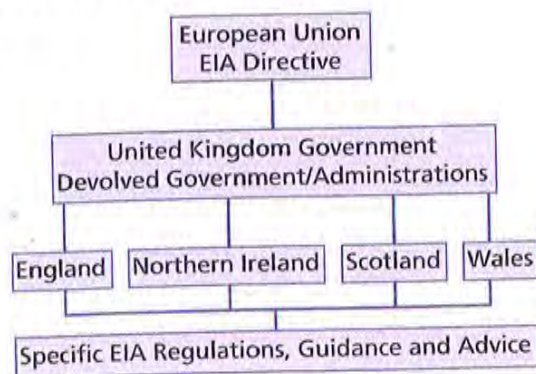 European Union
EIA Directive
United Kingdom Government
Devolved Government/Administrations
England
Northern Ireland
Scotland
Wales
Specific EIA Regulations, Guidance and Advice